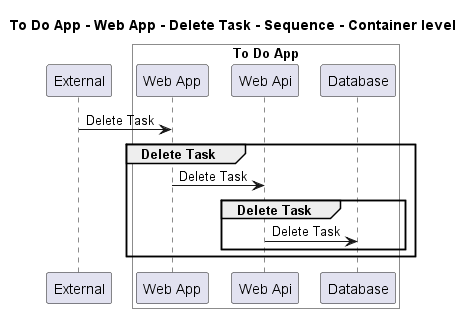 To Do App - Web App - Delete Task - Sequence - Container level
To Do App
External
Web App
Web Api
Database
Delete Task
Delete Task
Delete Task
Delete Task
Delete Task
External
Web App
Web Api
Database